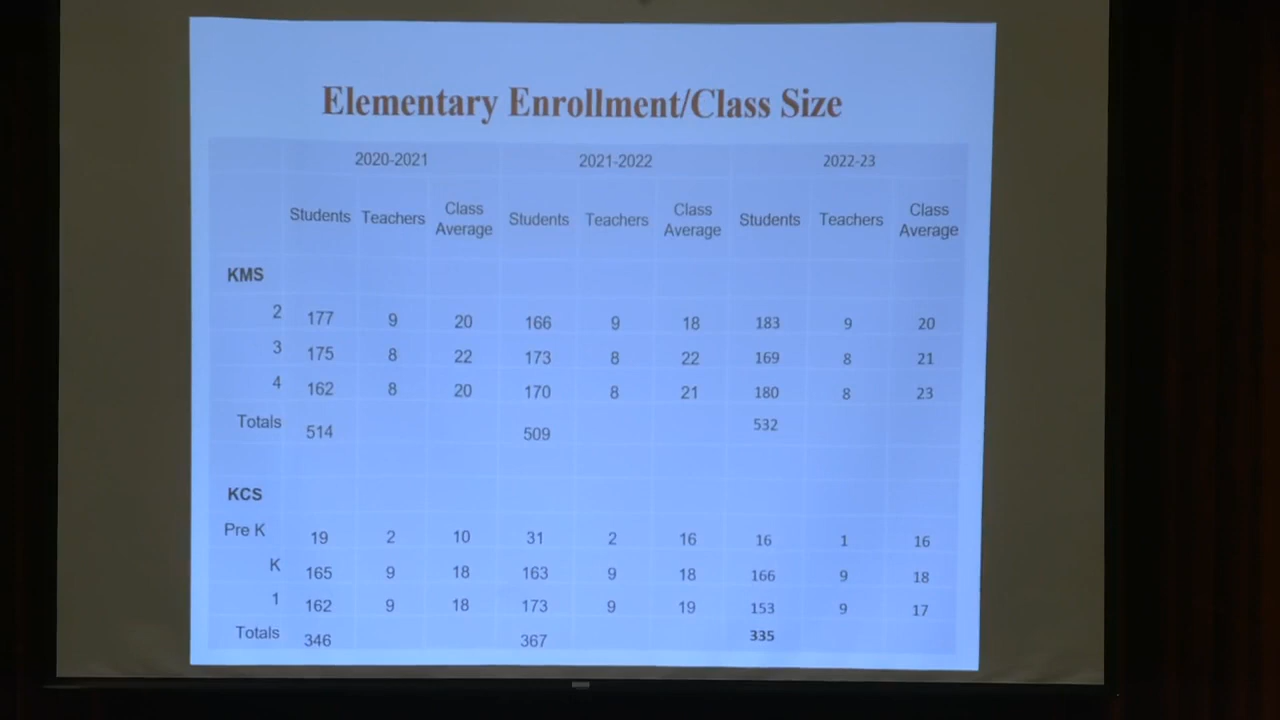 Elementary Enrollment/Class Size
2020-2021 2021-2022 2022-23
Students Teachers Class Average Students Teachers Class Average Students Teachers Class Average
KMS
2 177 9 20 166 9 18 183 9 20
3 175 8 22 173 8 22 169 8 21
4 162 8 20 170 8 21 180 8 23
Totals 514 509 532
KCS
Pre K 19 2 10 31 2 16 16 1 16
K 165 9 18 163 9 18 166 9 18
1 162 9 18 173 9 19 153 9 17
Totals 346 367 335